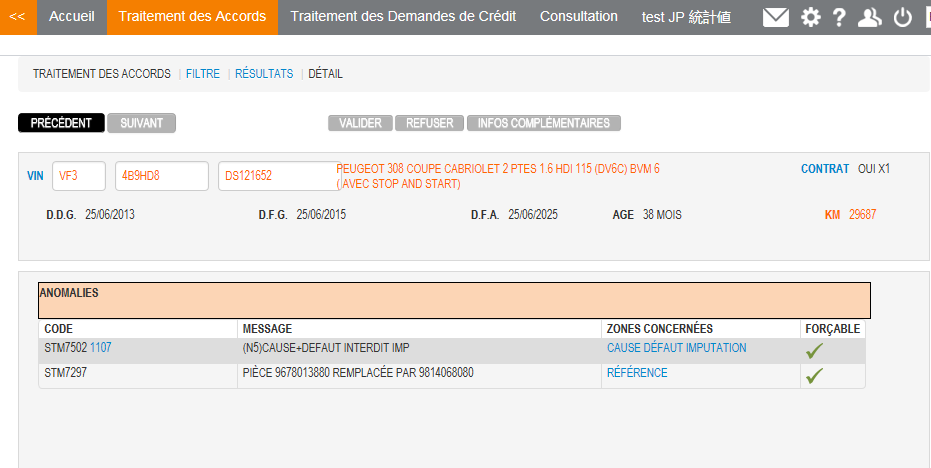 << Accueil Traitement des Accords Traitement des Demandes de Crédit Consultation test JP 統計値
TRAITEMENT DES ACCORDS | FILTRE | RÉSULTATS | DÉTAIL
PRÉCÉDENT SUIVANT VALIDER REFUSER INFOS COMPLÉMENTAIRES
VIN VF3 4B9HD8 DS121652 PEUGEOT 308 COUPE CABRIOLET 2 PTES 1.6 HDI 115 (DV6C) BVM 6 CONTRAT OUI X1
(AVEC STOP AND START)
D.D.G. 25/06/2013 D.F.G. 25/06/2015 D.F.A. 25/06/2025 AGE 38 MOIS KM 29687
ANOMALIES
CODE MESSAGE ZONES CONCERNÉES FORÇABLE
STM7502 1107 (N5)CAUSE+DEFAUT INTERDIT IMP CAUSE DÉFAUT IMPUTATION
STM7297 PIÈCE 9678013880 REMPLACÉE PAR 9814068080 RÉFÉRENCE